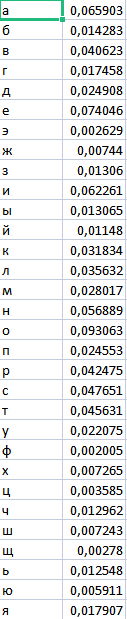 а 0,065903
б 0,014283
в 0,040623
г 0,017458
д 0,024908
е 0,074046
э 0,002629
ж 0,00744
з 0,01306
и 0,062261
ы 0,013065
й 0,01148
к 0,031834
л 0,035632
м 0,028017
н 0,056889
о 0,093063
п 0,024553
р 0,042475
с 0,047651
т 0,045631
у 0,022075
ф 0,002005
х 0,007265
ц 0,003585
ч 0,012962
ш 0,007243
щ 0,00278
ь 0,012548
ю 0,005911
я 0,017907